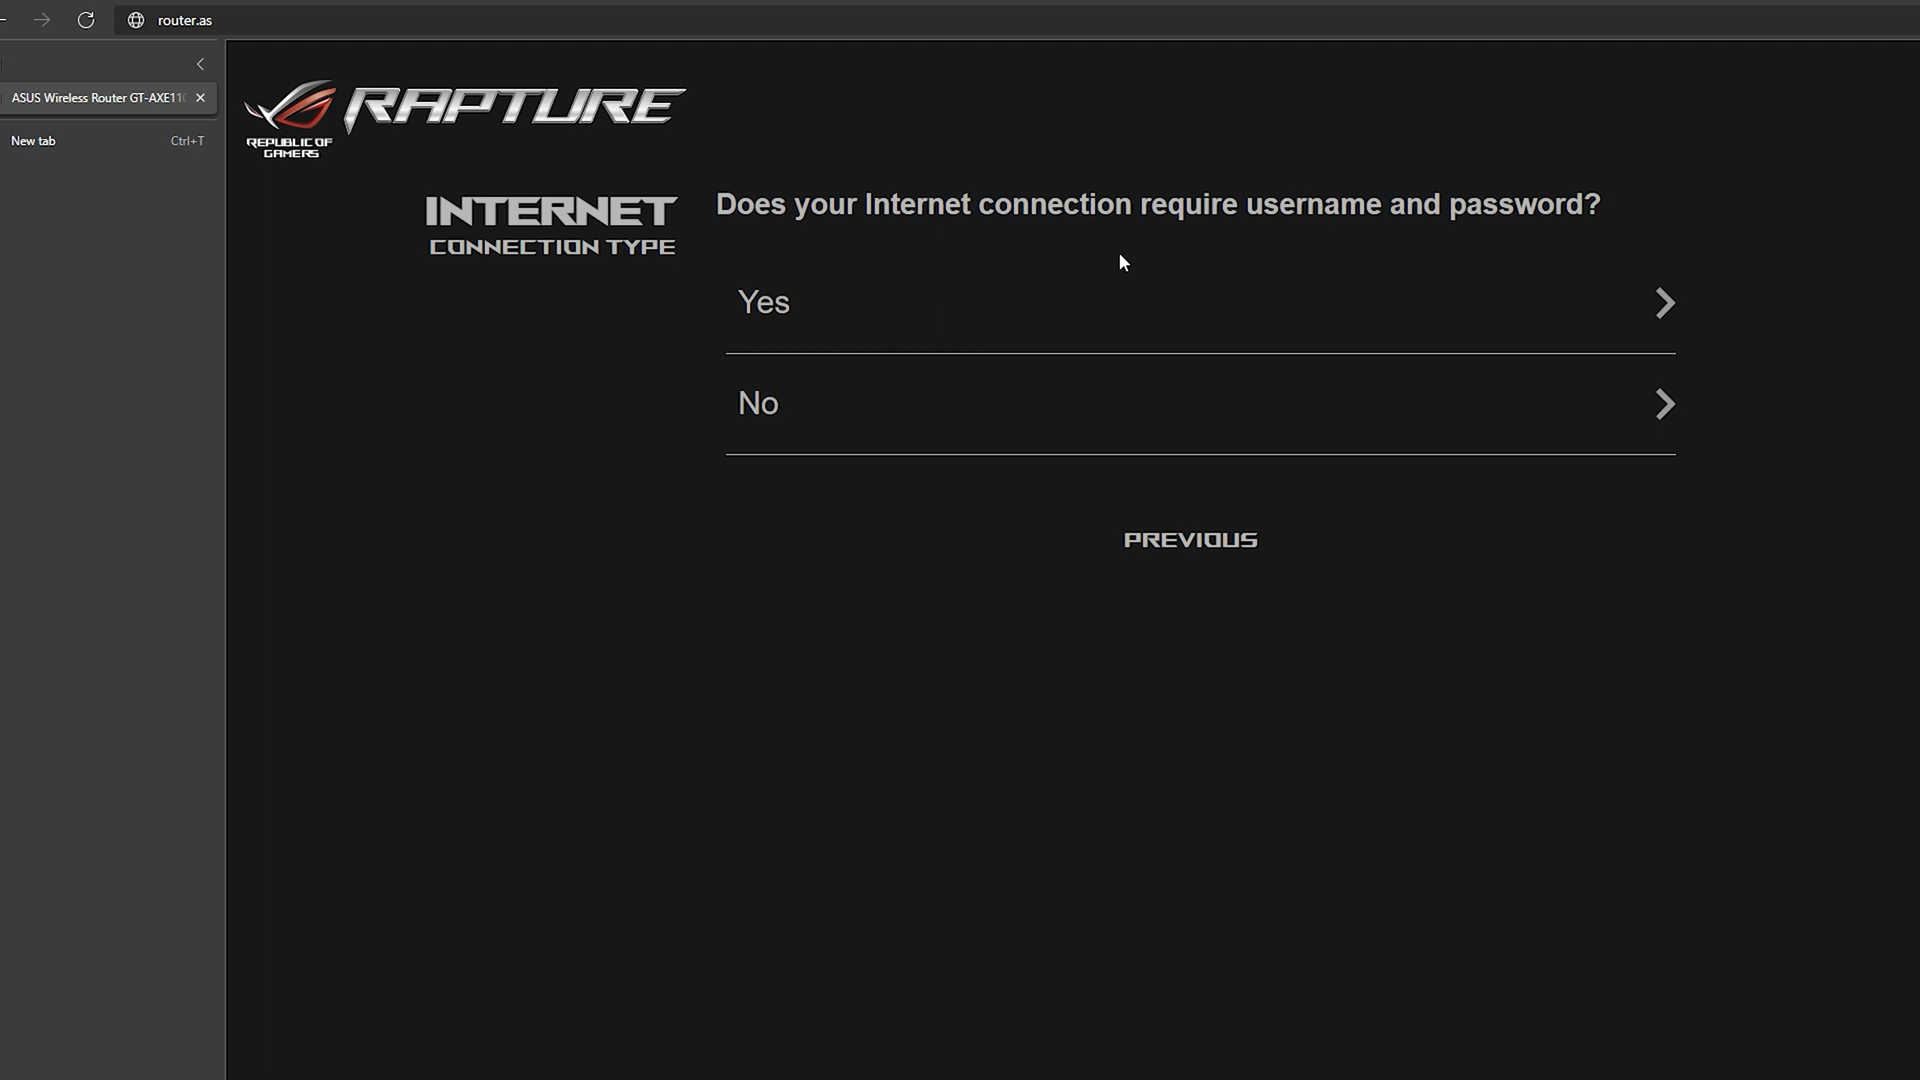 router.as
ASUS Wireless Router GT-AXE11
New tab
Ctrl+T
RAPTURE
REPUBLIC OF
GAMERS
INTERNET
CONNECTION TYPE
Does your Internet connection require username and password?
Yes
No
PREVIOUS